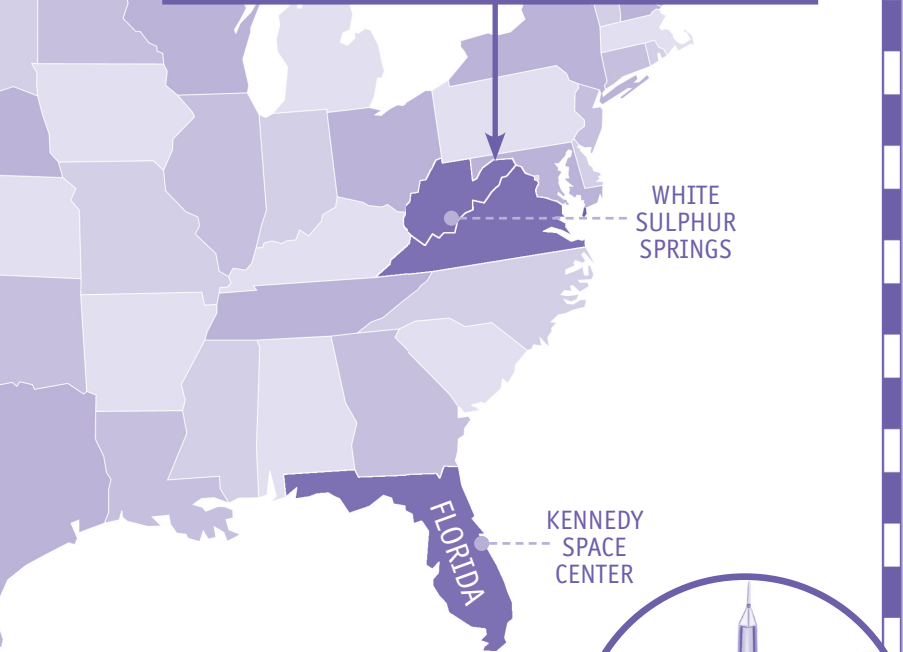 WHITE
SULPHUR
SPRINGS
FLORIDA
KENNEDY
SPACE
CENTER